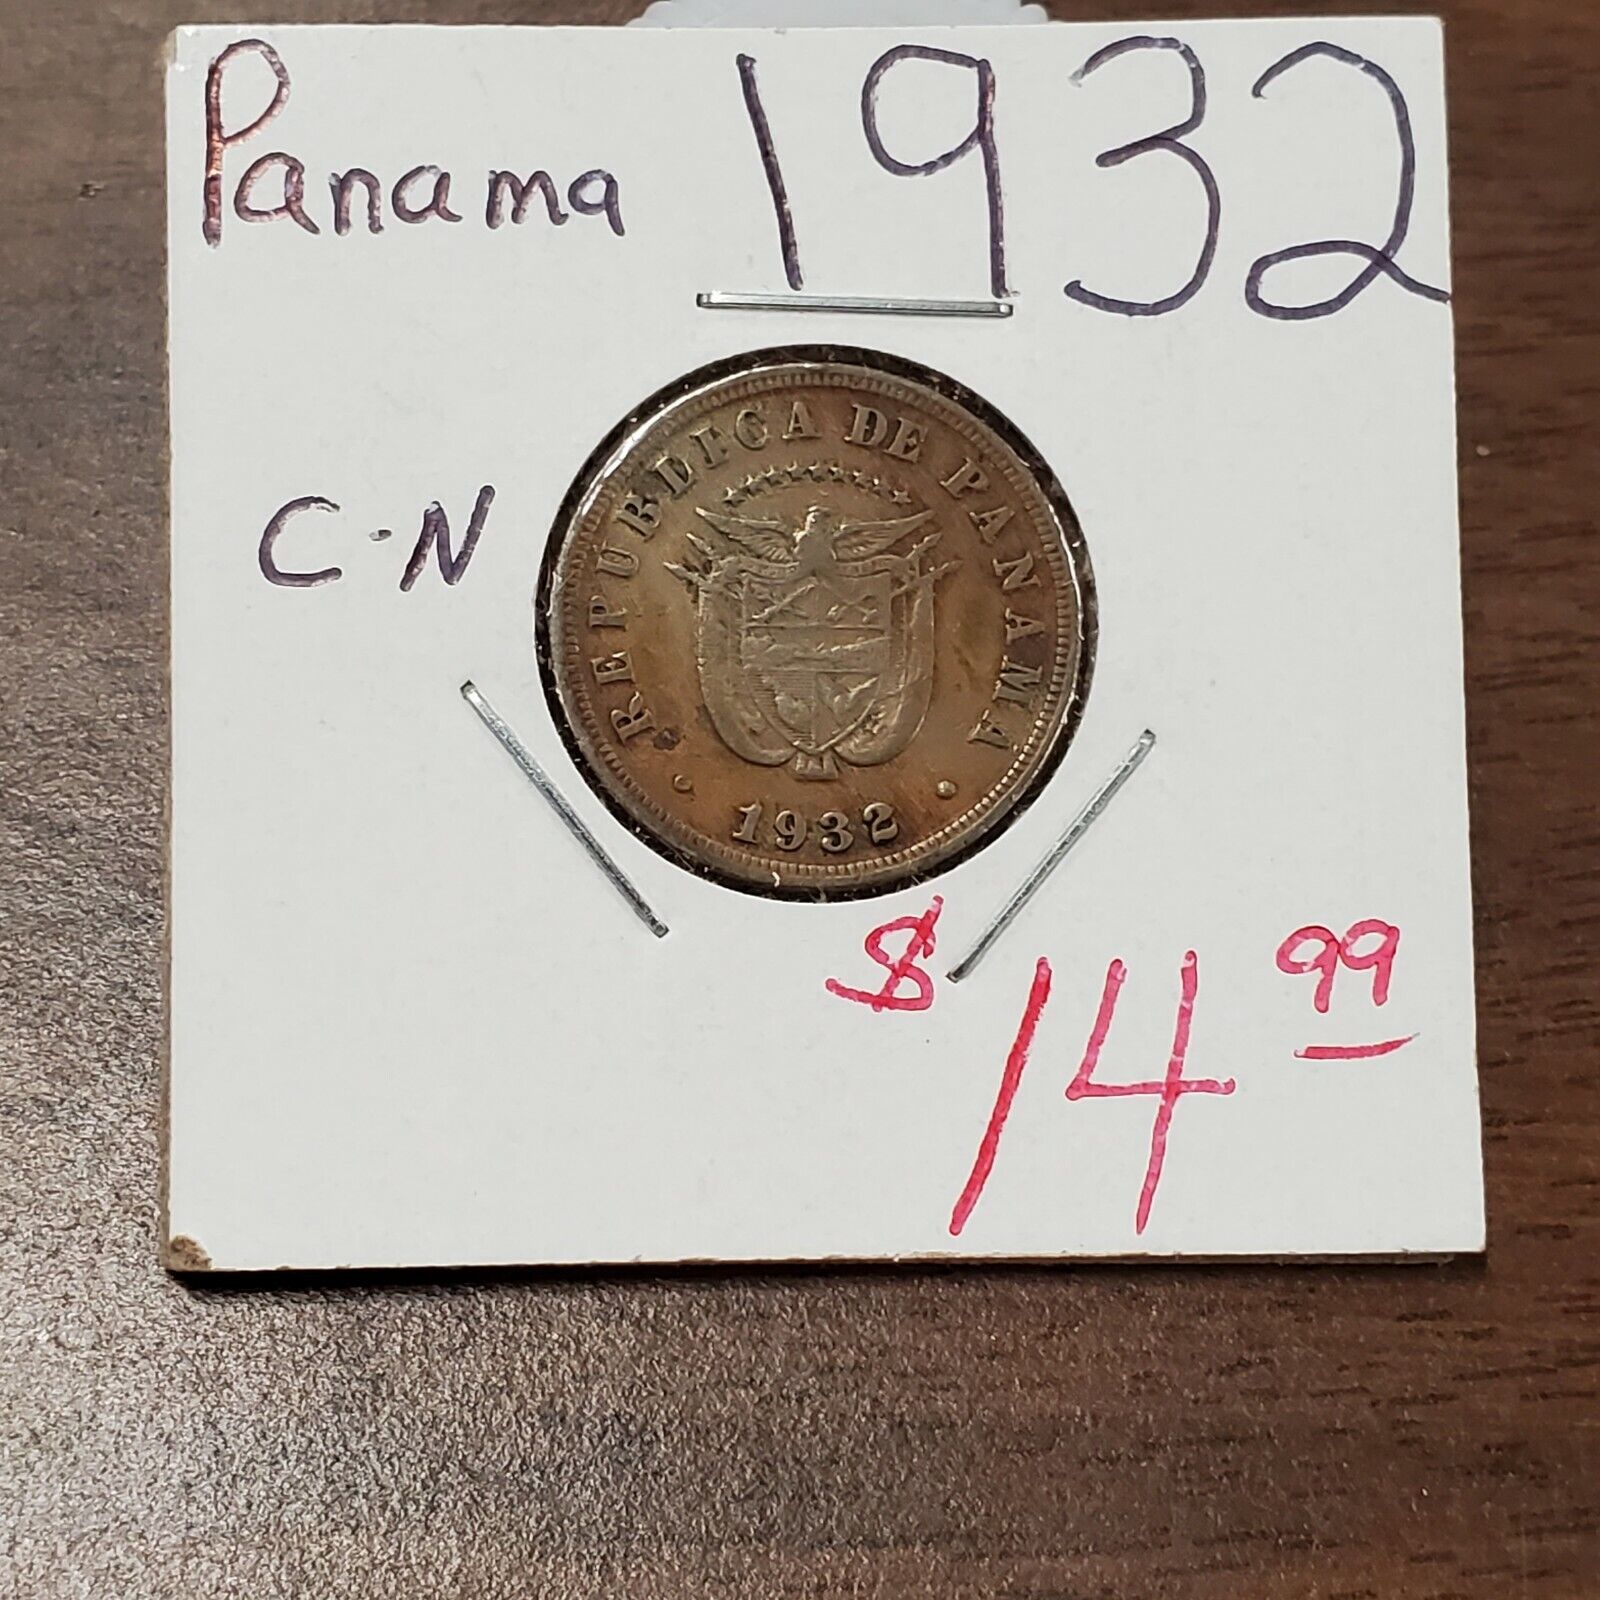 Panama 1932
C-N
REPUBLICA DE PANAMA
1932
$14.99